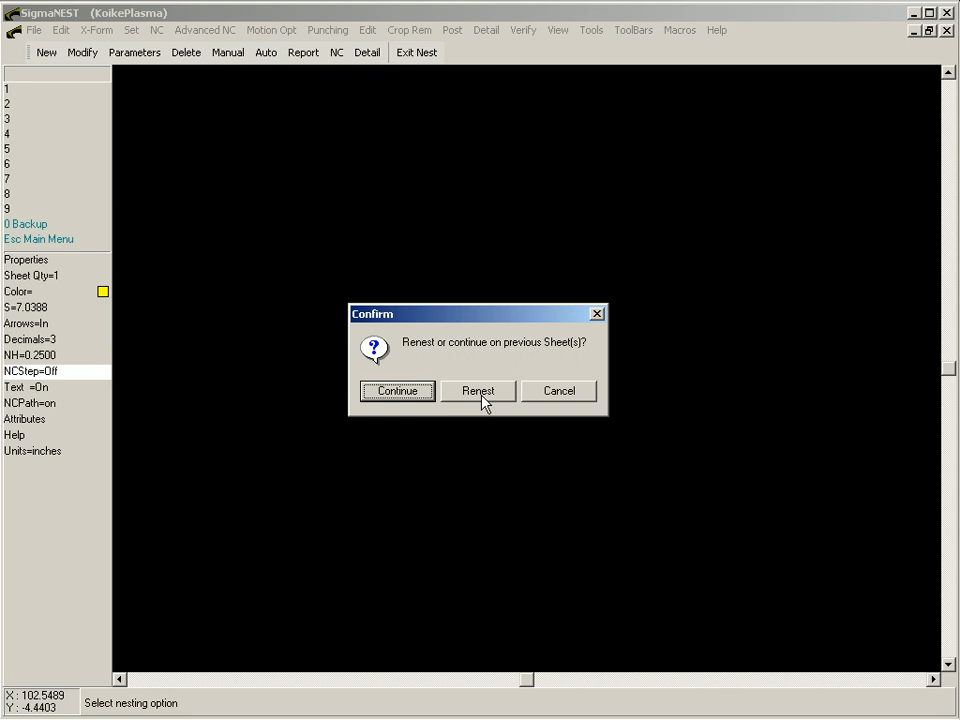 SigmaNEST (KoikePlasma)
File Edit X-Form Set NC Advanced NC Motion Opt Punching Edit Crop Rem Post Detail Verify View Tools ToolBars Macros Help
New Modify Parameters Delete Manual Auto Report NC Detail Exit Nest
1
2
3
4
5
6
7
8
9
0 Backup
Esc Main Menu
Properties
Sheet Qty=1
Color=
S=7.0388
Arrows=In
Decimals=3
NH=0.2500
NCStep=Off
Text =On
NCPath=on
Attributes
Help
Units=inches
Confirm
Renest or continue on previous Sheet(s)?
Continue Renest Cancel
X : 102.5489
Y : -4.4403
Select nesting option